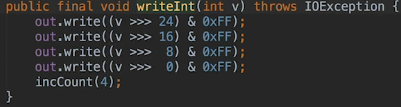 public final void writeInt(int v) throws IOException {
    out.write((v >>> 24) & 0xFF);
    out.write((v >>> 16) & 0xFF);
    out.write((v >>>  8) & 0xFF);
    out.write((v >>>  0) & 0xFF);
    incCount(4);
}